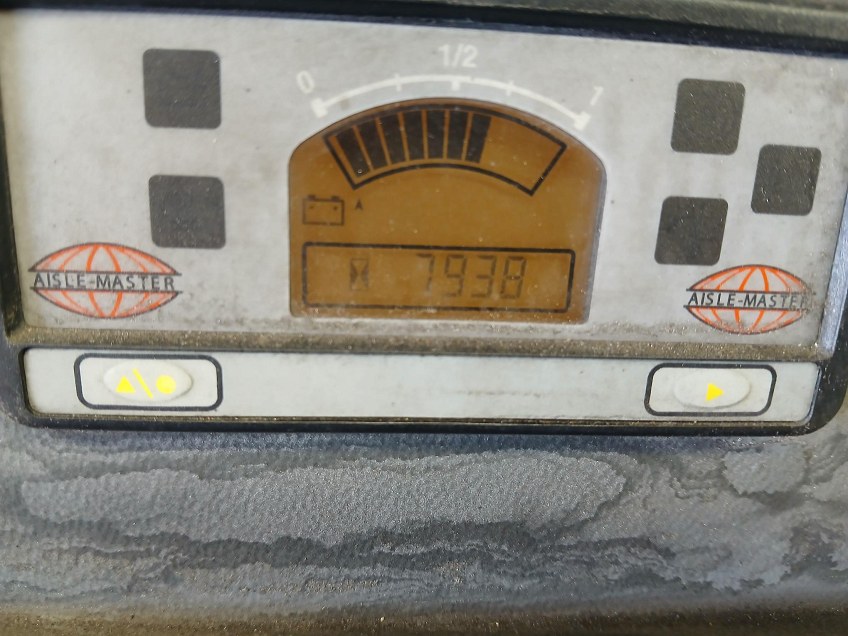 0 1/2 1
A
7938
AISLE-MASTER
AISLE-MASTER